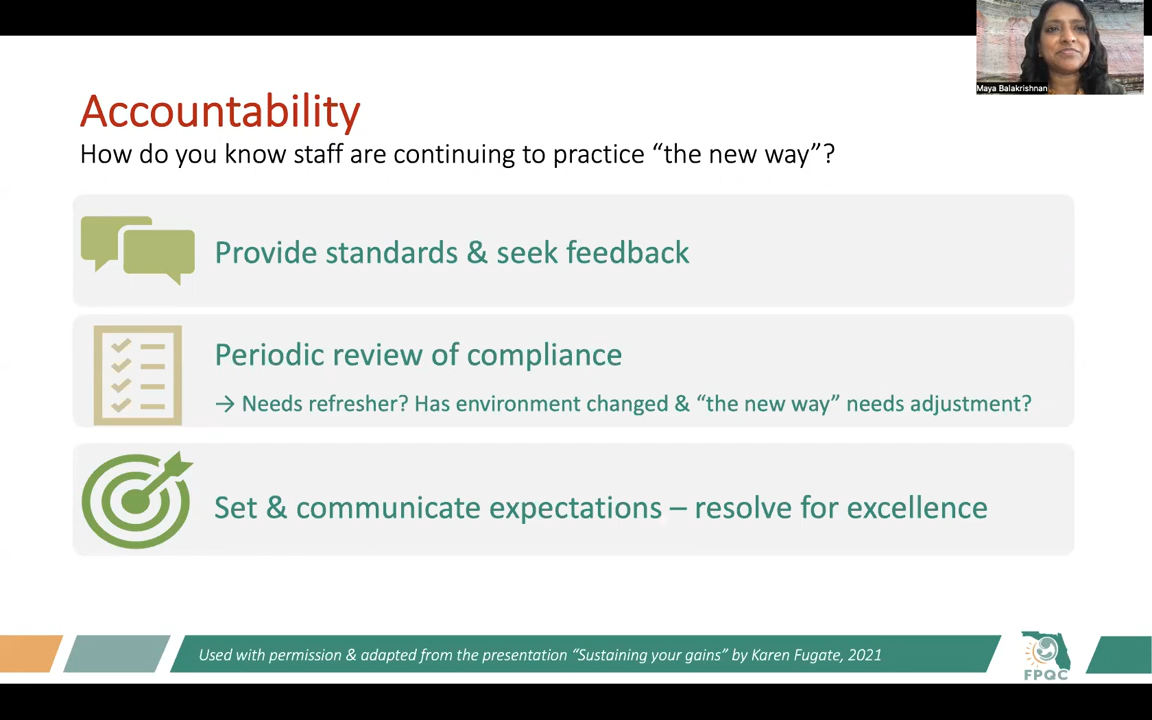 Maya Balakrishnan
Accountability
How do you know staff are continuing to practice “the new way”?
Provide standards & seek feedback
Periodic review of compliance
→ Needs refresher? Has environment changed & “the new way” needs adjustment?
Set & communicate expectations – resolve for excellence
Used with permission & adapted from the presentation “Sustaining your gains” by Karen Fugate, 2021
FPQC